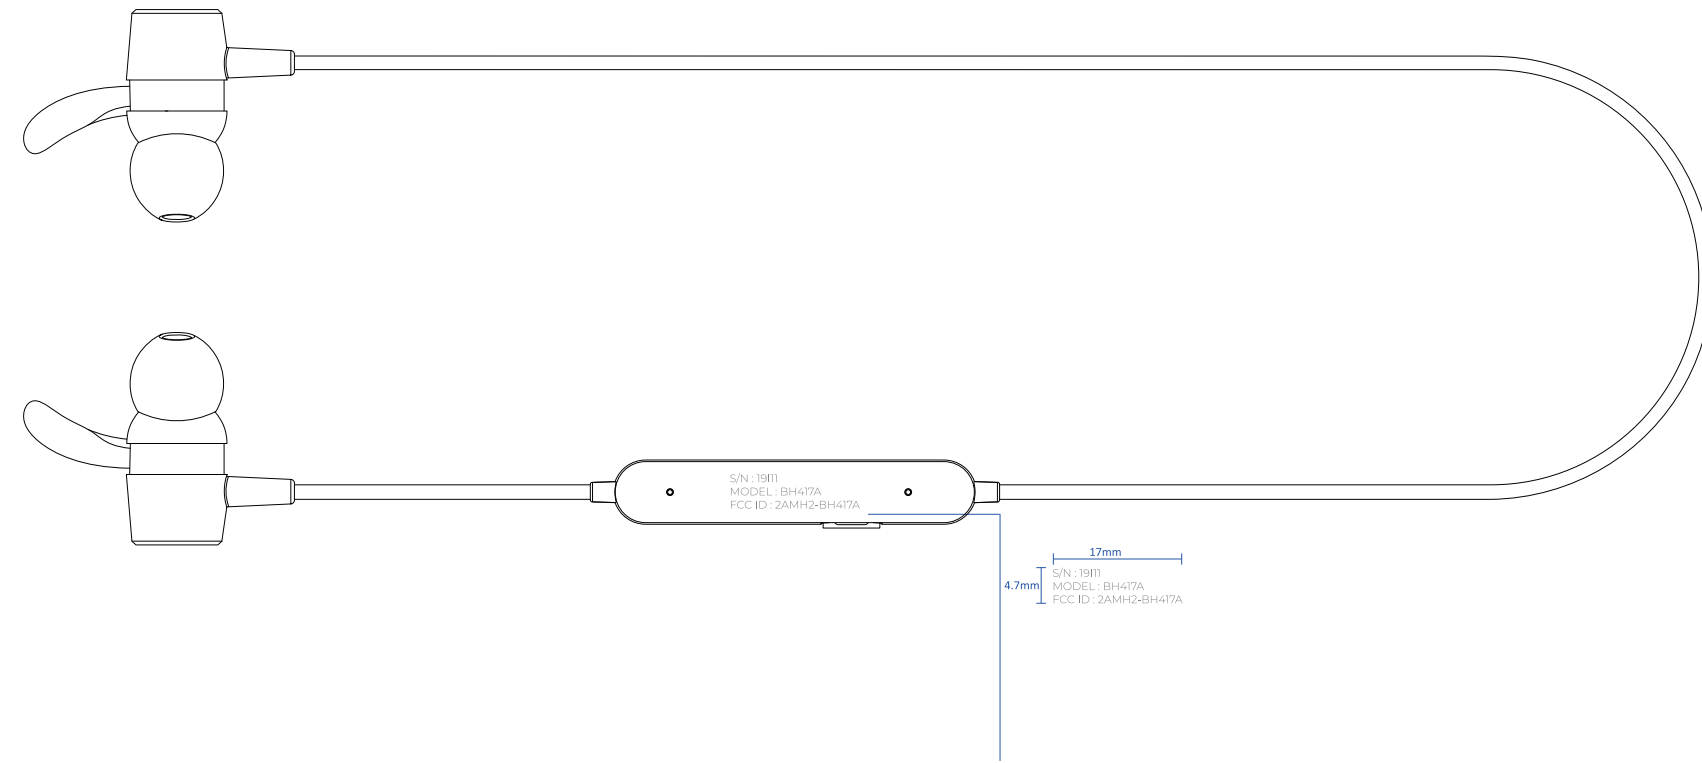 S/N : 19I11
MODEL : BH417A
FCC ID : 2AMH2-BH417A
17mm
4.7mm
S/N : 19I11
MODEL : BH417A
FCC ID : 2AMH2-BH417A